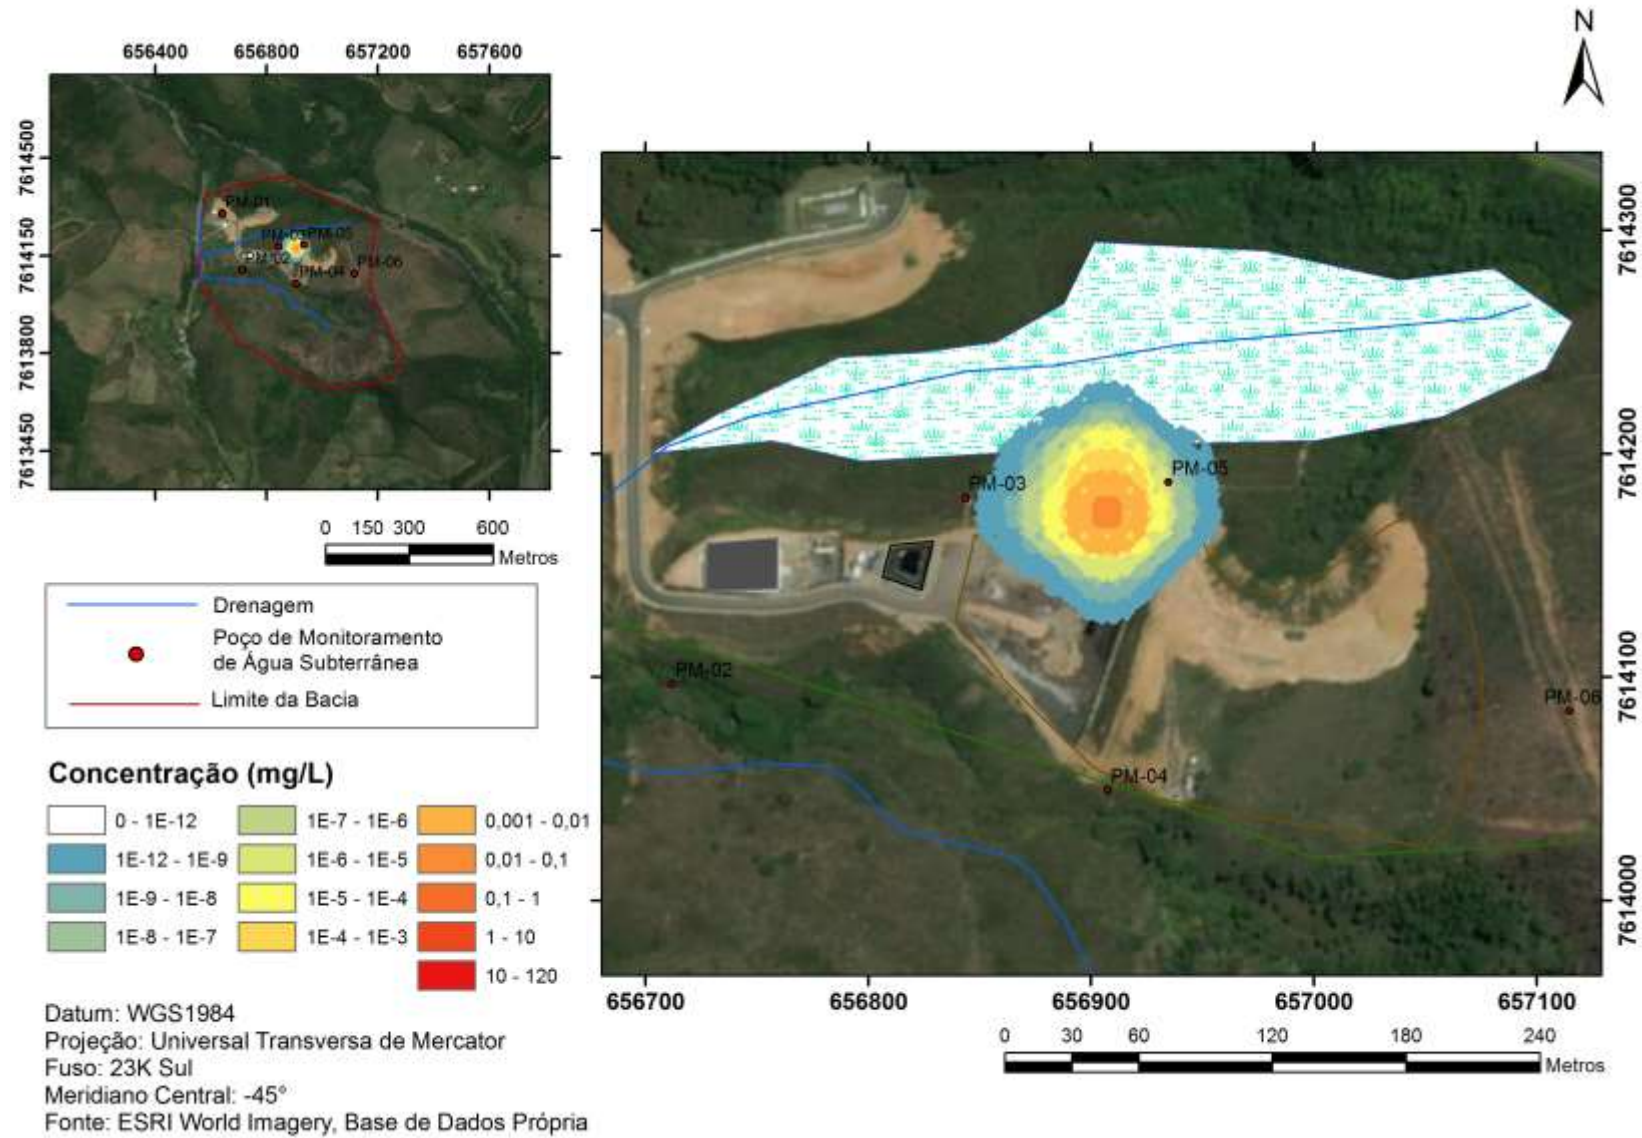 N
656400 656800 657200 657600
7614500
7614150
7613800
7613450
PM-01
PM-03
PM-05
PM-02
PM-04
PM-06
0 150 300 600
Metros
Drenagem
Poço de Monitoramento
de Água Subterrânea
Limite da Bacia
Concentração (mg/L)
0 - 1E-12
1E-12 - 1E-9
1E-9 - 1E-8
1E-8 - 1E-7
1E-7 - 1E-6
1E-6 - 1E-5
1E-5 - 1E-4
1E-4 - 1E-3
0,001 - 0,01
0,01 - 0,1
0,1 - 1
1 - 10
10 - 120
Datum: WGS1984
Projeção: Universal Transversa de Mercator
Fuso: 23K Sul
Meridiano Central: -45°
Fonte: ESRI World Imagery, Base de Dados Própria
PM-03
PM-05
PM-02
PM-06
PM-04
7614300
7614200
7614100
7614000
656700 656800 656900 657000 657100
0 30 60 120 180 240
Metros